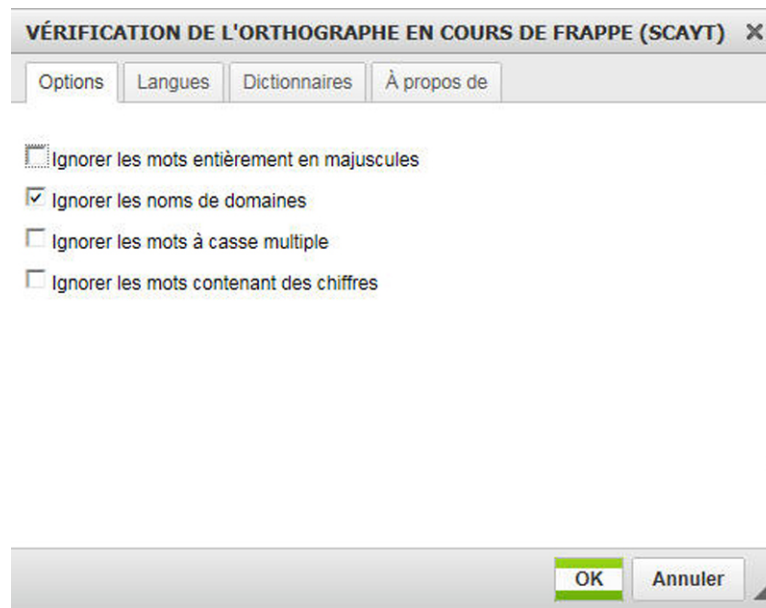 VÉRIFICATION DE L'ORTHOGRAPHE EN COURS DE FRAPPE (SCAYT)
Options Langues Dictionnaires À propos de
Ignorer les mots entièrement en majuscules
Ignorer les noms de domaines
Ignorer les mots à casse multiple
Ignorer les mots contenant des chiffres
OK Annuler